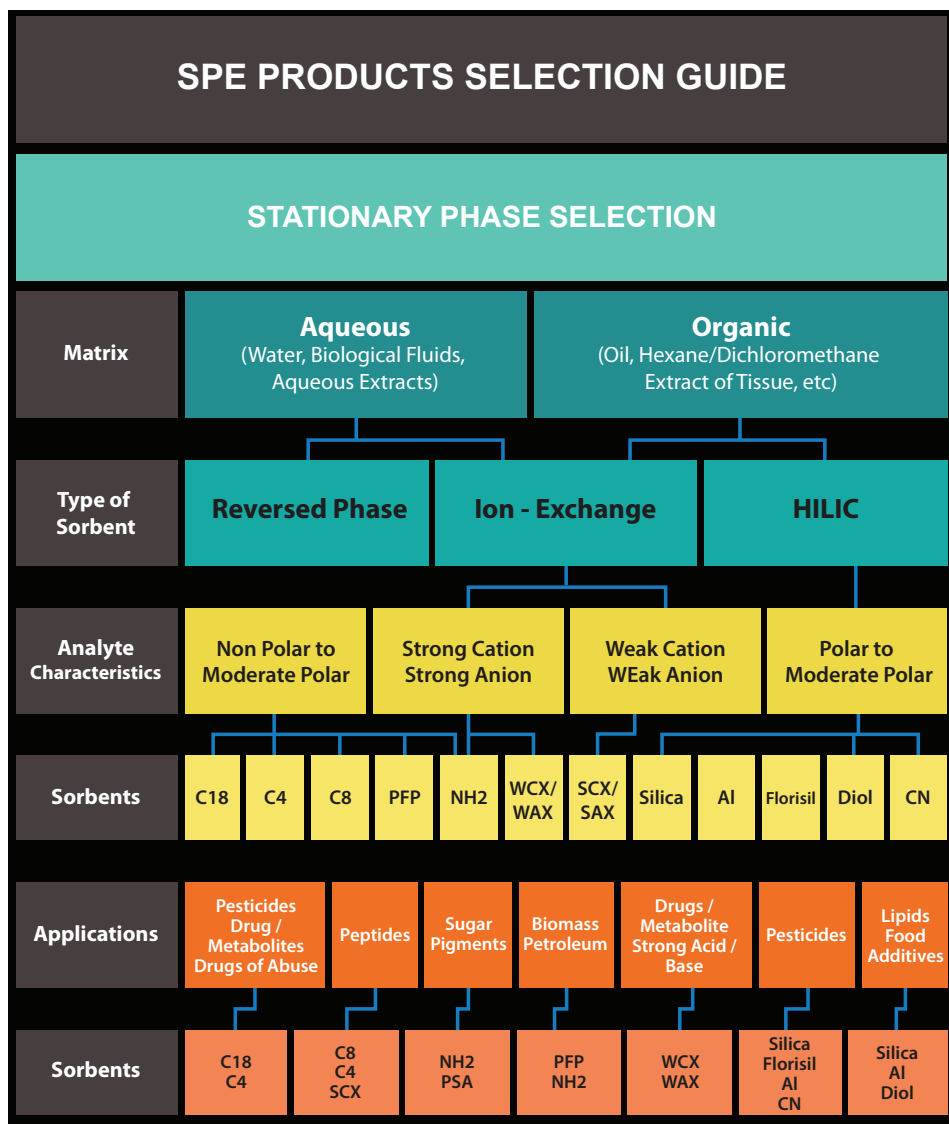 SPE PRODUCTS SELECTION GUIDE
STATIONARY PHASE SELECTION
Matrix
Aqueous
(Water, Biological Fluids,
Aqueous Extracts)
Organic
(Oil, Hexane/Dichloromethane
Extract of Tissue, etc)
Type of
Sorbent
Reversed Phase
Ion - Exchange
HILIC
Analyte
Characteristics
Non Polar to
Moderate Polar
Strong Cation
Strong Anion
Weak Cation
WEak Anion
Polar to
Moderate Polar
Sorbents
C18
C4
C8
PFP
NH2
WCX/
WAX
SCX/
SAX
Silica
Al
Florisil
Diol
CN
Applications
Pesticides
Drug /
Metabolites
Drugs of Abuse
Peptides
Sugar
Pigments
Biomass
Petroleum
Drugs /
Metabolite
Strong Acid /
Base
Pesticides
Lipids
Food
Additives
Sorbents
C18
C4
C8
C4
SCX
NH2
PSA
PFP
NH2
WCX
WAX
Silica
Florisil
Al
CN
Silica
Al
Diol